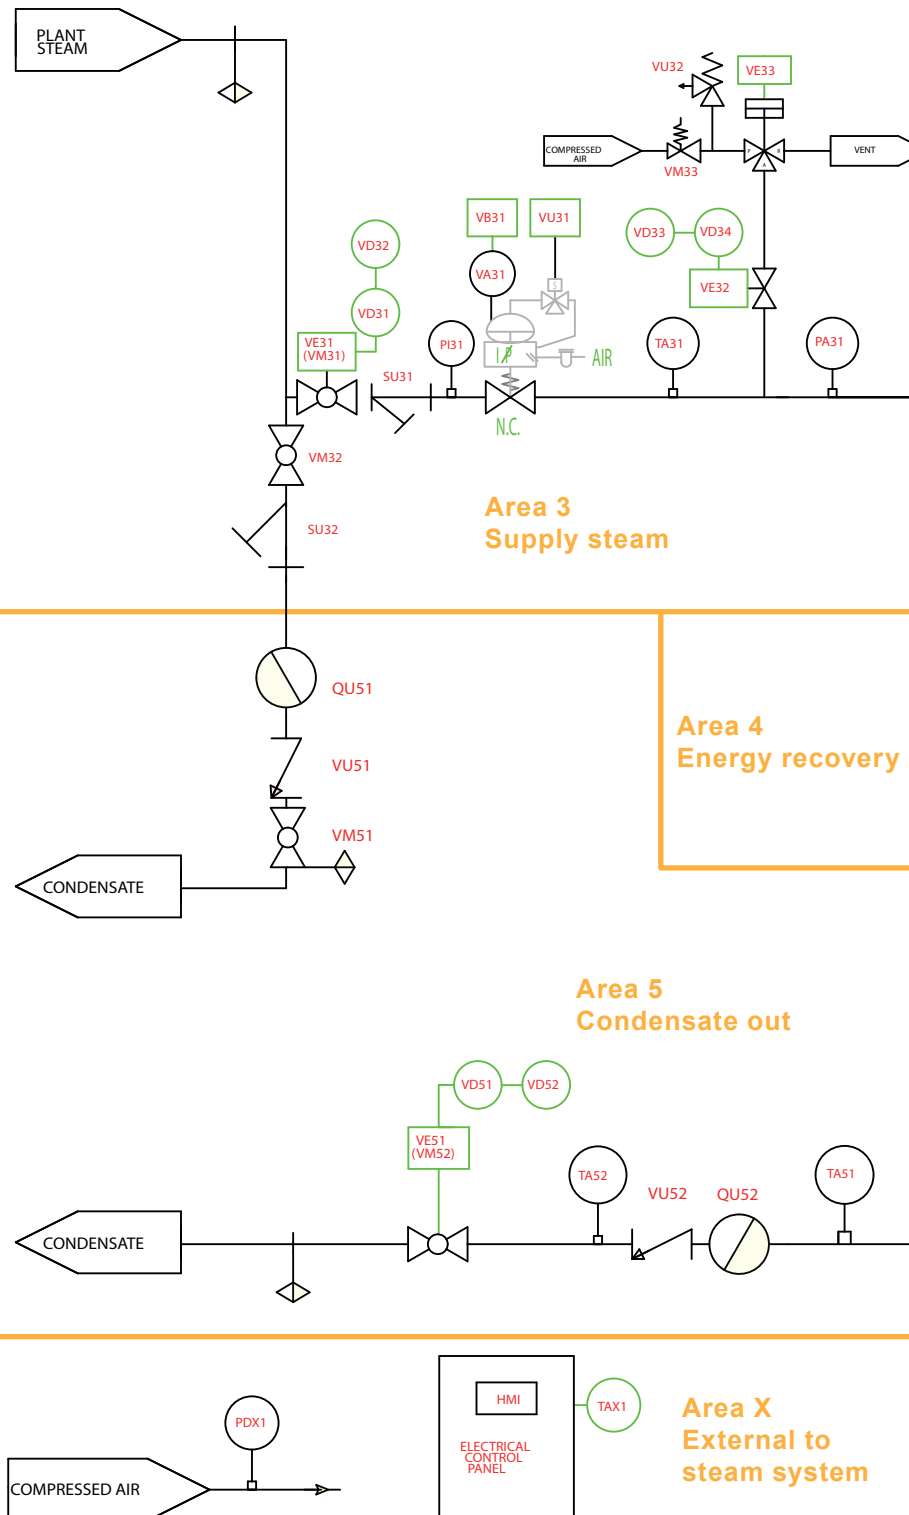 PLANT
STEAM
VU32
VE33
COMPRESSED
AIR
P
R
A
VENT
VM33
VB31
VU31
VD32
VD33
VD34
VA31
S
VE32
VD31
VE31
(VM31)
PI31
I P
AIR
TA31
PA31
SU31
N.C.
VM32
SU32
Area 3
Supply steam
QU51
Area 4
Energy recovery
VU51
VM51
CONDENSATE
Area 5
Condensate out
VD51
VD52
VE51
(VM52)
TA52
VU52
QU52
TA51
CONDENSATE
HMI
TAX1
PDX1
Area X
External to
steam system
ELECTRICAL
CONTROL
PANEL
COMPRESSED AIR